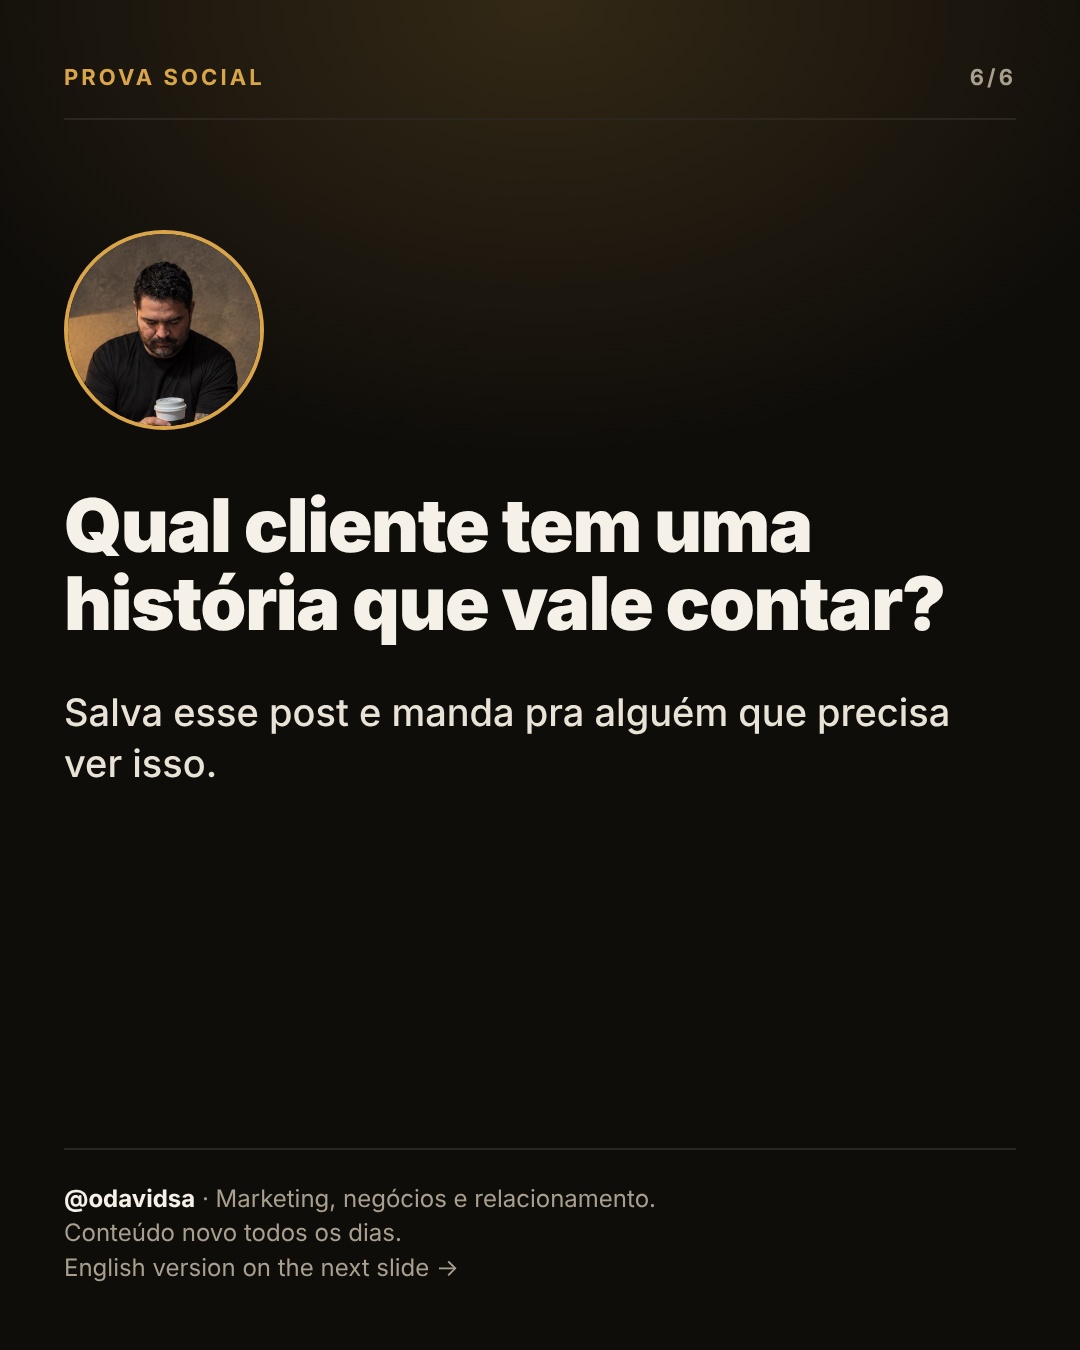 PROVA SOCIAL
6/6
Qual cliente tem uma
história que vale contar?
Salva esse post e manda pra alguém que precisa
ver isso.
@odavidsa · Marketing, negócios e relacionamento.
Conteúdo novo todos os dias.
English version on the next slide →